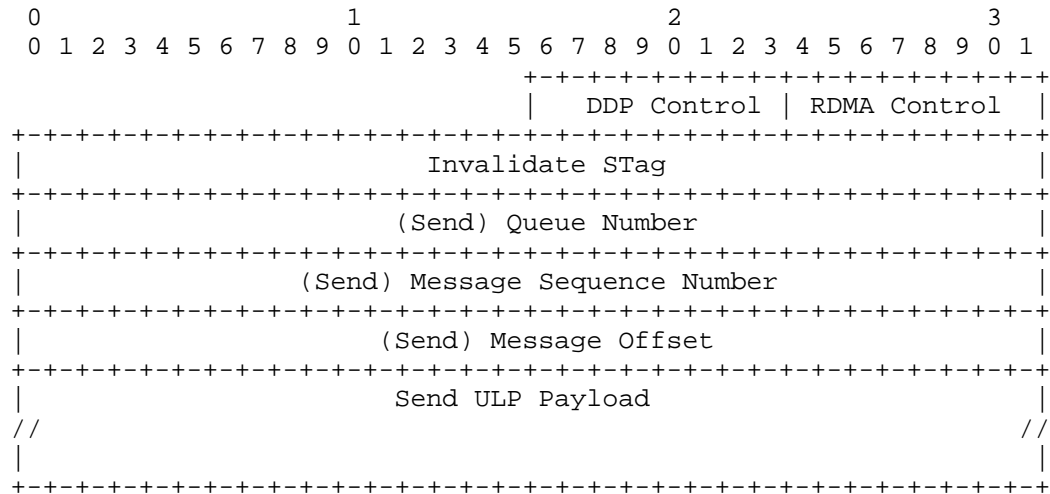 0                   1                   2                   3
 0 1 2 3 4 5 6 7 8 9 0 1 2 3 4 5 6 7 8 9 0 1 2 3 4 5 6 7 8 9 0 1
                                +-+-+-+-+-+-+-+-+-+-+-+-+-+-+-+-+
                                |   DDP Control | RDMA Control  |
+-+-+-+-+-+-+-+-+-+-+-+-+-+-+-+-+-+-+-+-+-+-+-+-+-+-+-+-+-+-+-+-+
|                         Invalidate STag                       |
+-+-+-+-+-+-+-+-+-+-+-+-+-+-+-+-+-+-+-+-+-+-+-+-+-+-+-+-+-+-+-+-+
|                       (Send) Queue Number                     |
+-+-+-+-+-+-+-+-+-+-+-+-+-+-+-+-+-+-+-+-+-+-+-+-+-+-+-+-+-+-+-+-+
|                 (Send) Message Sequence Number                |
+-+-+-+-+-+-+-+-+-+-+-+-+-+-+-+-+-+-+-+-+-+-+-+-+-+-+-+-+-+-+-+-+
|                      (Send) Message Offset                    |
+-+-+-+-+-+-+-+-+-+-+-+-+-+-+-+-+-+-+-+-+-+-+-+-+-+-+-+-+-+-+-+-+
|                       Send ULP Payload                        |
//                                                             //
|                                                               |
+-+-+-+-+-+-+-+-+-+-+-+-+-+-+-+-+-+-+-+-+-+-+-+-+-+-+-+-+-+-+-+-+